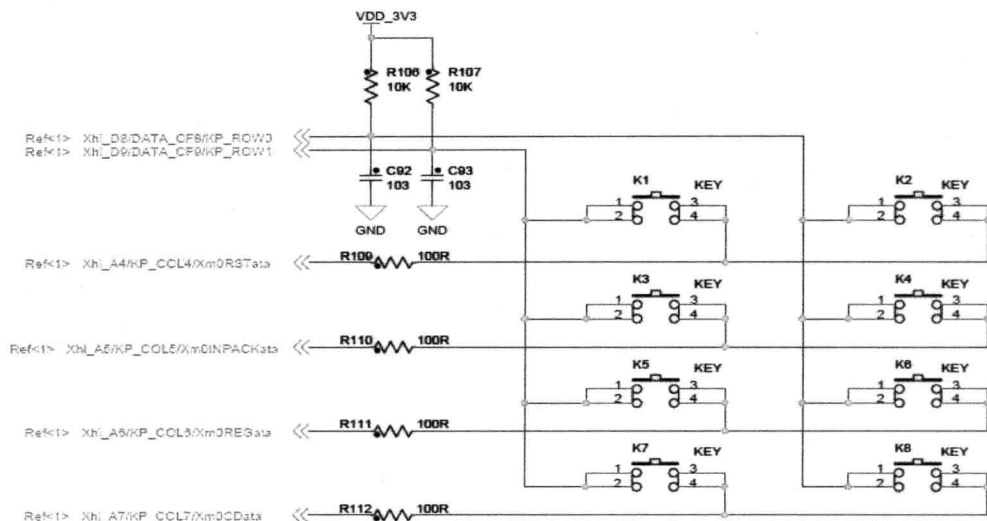 VDD_3V3
R106 R107
10K 10K
Ref<1> Xhi_D8/DATA_CF8/KP_ROW0
Ref<1> Xhi_D9/DATA_CF9/KP_ROW1
C92 C93
103 103
GND GND
K1 KEY K2 KEY
1 3 1 3
2 4 2 4
Ref<1> Xhi_A4/KP_COL4/Xm0RSTata R109 100R
K3 KEY K4 KEY
1 3 1 3
2 4 2 4
Ref<1> Xhi_A5/KP_COL5/Xm0INPACKata R110 100R
K5 KEY K6 KEY
1 3 1 3
2 4 2 4
Ref<1> Xhi_A6/KP_COL6/Xm0REGata R111 100R
K7 KEY K8 KEY
1 3 1 3
2 4 2 4
Ref<1> Xhi_A7/KP_COL7/Xm0CData R112 100R